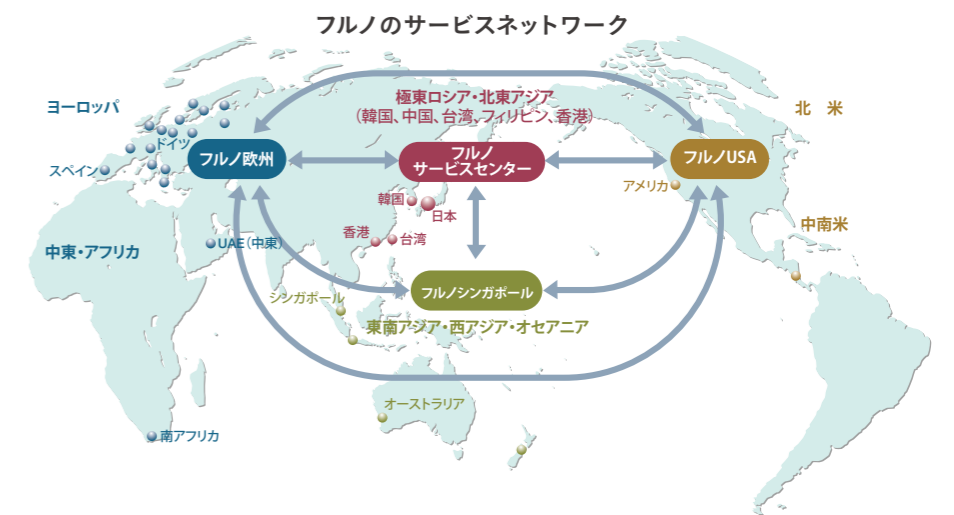 フルノのサービスネットワーク
ヨーロッパ
極東ロシア・北東アジア
（韓国、中国、台湾、フィリピン、香港）
北　米
ドイツ
フルノ欧州
フルノ
サービスセンター
フルノUSA
スペイン
アメリカ
韓国
日本
中南米
香港
台湾
UAE（中東）
中東・アフリカ
シンガポール
フルノシンガポール
東南アジア・西アジア・オセアニア
オーストラリア
南アフリカ